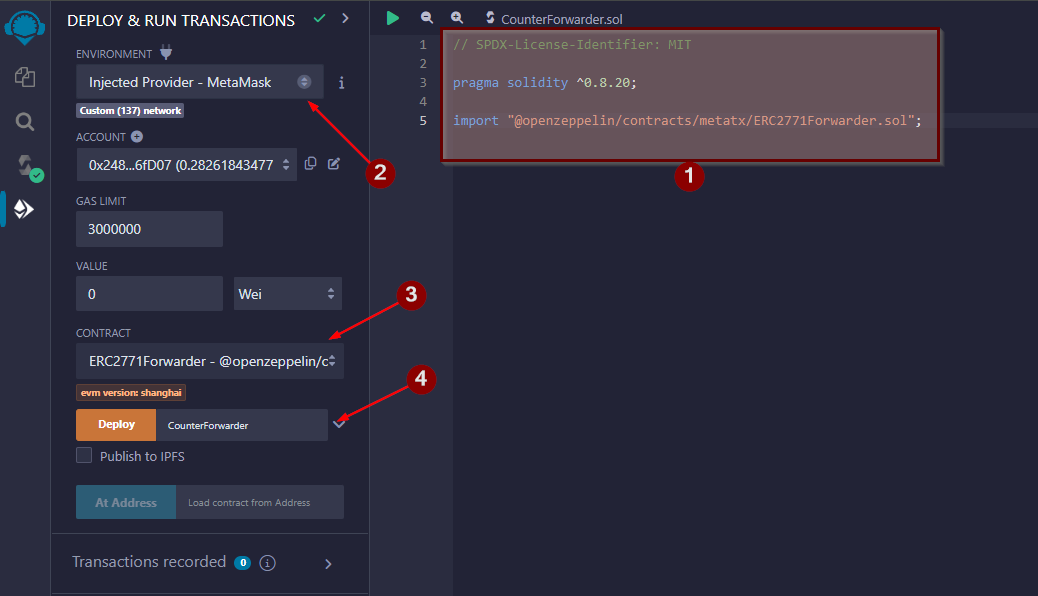 DEPLOY & RUN TRANSACTIONS
ENVIRONMENT
Injected Provider - MetaMask
i
Custom (137) network
ACCOUNT
0x248...6fD07 (0.28261843477
GAS LIMIT
3000000
VALUE
0
Wei
CONTRACT
ERC2771Forwarder - @openzeppelin/c
evm version: shanghai
Deploy
CounterForwarder
Publish to IPFS
At Address
Load contract from Address
Transactions recorded 0 i
2
3
4
CounterForwarder.sol
1 // SPDX-License-Identifier: MIT
2
3 pragma solidity ^0.8.20;
4
5 import "@openzeppelin/contracts/metatx/ERC2771Forwarder.sol";
1